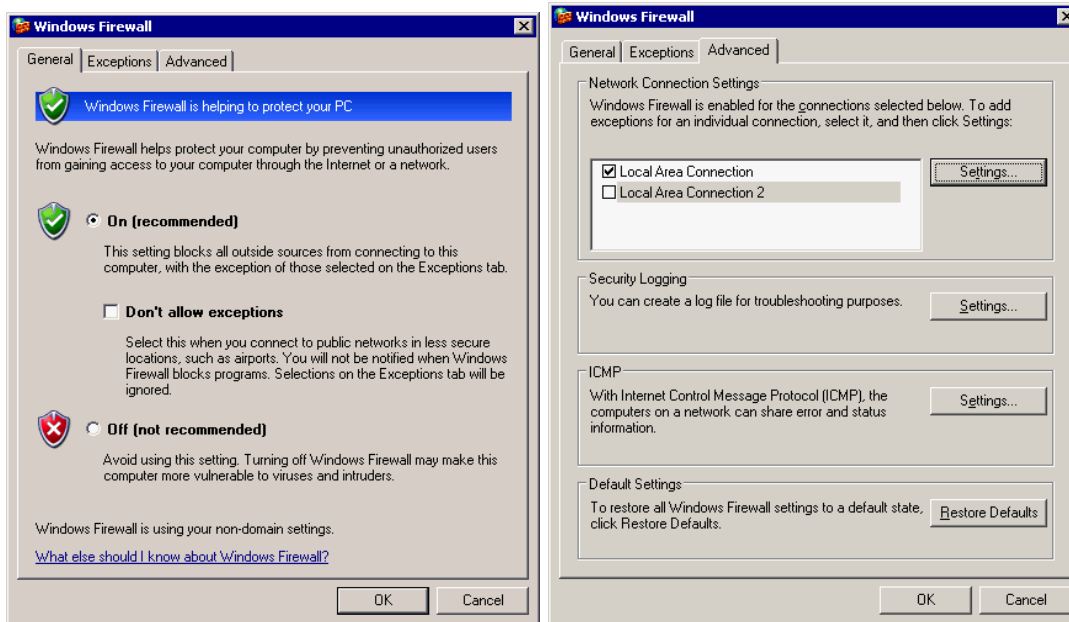 Windows Firewall
General
Exceptions
Advanced
Windows Firewall is helping to protect your PC
Windows Firewall helps protect your computer by preventing unauthorized users
from gaining access to your computer through the Internet or a network.
On (recommended)
This setting blocks all outside sources from connecting to this
computer, with the exception of those selected on the Exceptions tab.
Don't allow exceptions
Select this when you connect to public networks in less secure
locations, such as airports. You will not be notified when Windows
Firewall blocks programs. Selections on the Exceptions tab will be
ignored.
Off (not recommended)
Avoid using this setting. Turning off Windows Firewall may make this
computer more vulnerable to viruses and intruders.
Windows Firewall is using your non-domain settings.
What else should I know about Windows Firewall?
OK
Cancel
Windows Firewall
General
Exceptions
Advanced
Network Connection Settings
Windows Firewall is enabled for the connections selected below. To add
exceptions for an individual connection, select it, and then click Settings:
Local Area Connection
Local Area Connection 2
Settings...
Security Logging
You can create a log file for troubleshooting purposes.
Settings...
ICMP
With Internet Control Message Protocol (ICMP), the
computers on a network can share error and status
information.
Settings...
Default Settings
To restore all Windows Firewall settings to a default state,
click Restore Defaults.
Restore Defaults
OK
Cancel